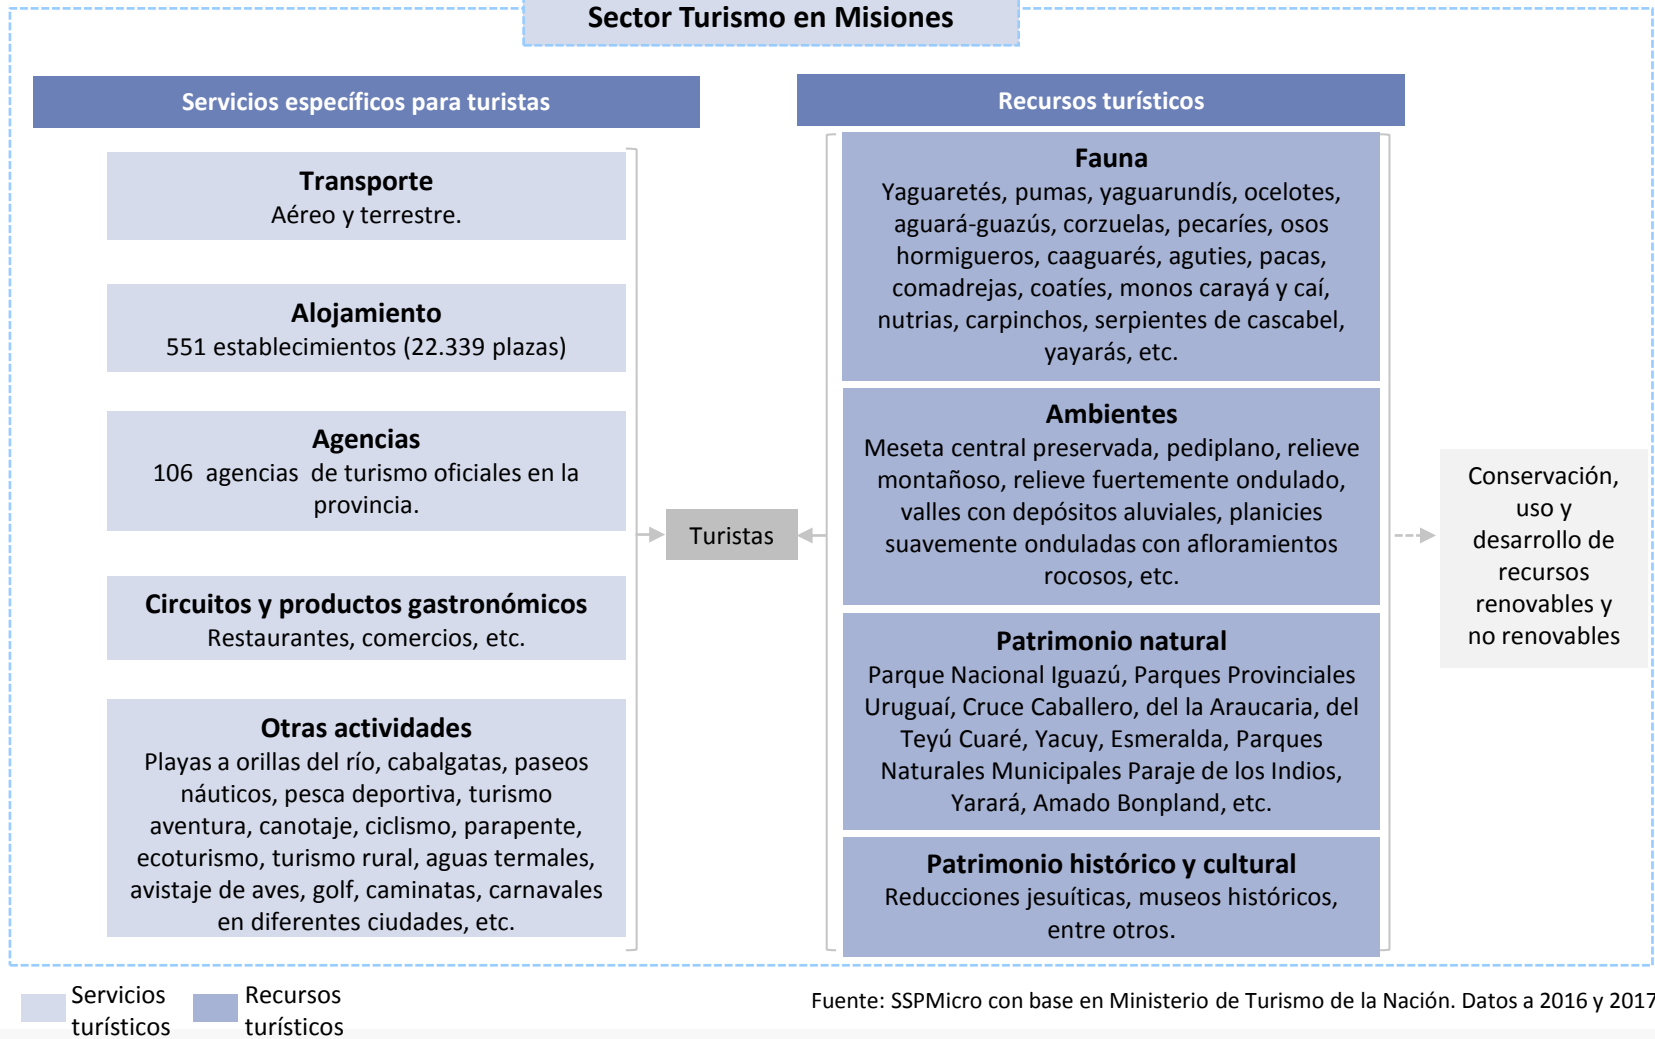 Sector Turismo en Misiones
Servicios específicos para turistas
Transporte
Aéreo y terrestre.
Alojamiento
551 establecimientos (22.339 plazas)
Agencias
106 agencias de turismo oficiales en la
provincia.
Circuitos y productos gastronómicos
Restaurantes, comercios, etc.
Otras actividades
Playas a orillas del río, cabalgatas, paseos
náuticos, pesca deportiva, turismo
aventura, canotaje, ciclismo, parapente,
ecoturismo, turismo rural, aguas termales,
avistaje de aves, golf, caminatas, carnavales
en diferentes ciudades, etc.
Turistas
Recursos turísticos
Fauna
Yaguaretés, pumas, yaguarundís, ocelotes,
aguará-guazús, corzuelas, pecaríes, osos
hormigueros, caaguarés, aguties, pacas,
comadrejas, coatíes, monos carayá y caí,
nutrias, carpinchos, serpientes de cascabel,
yayarás, etc.
Ambientes
Meseta central preservada, pediplano, relieve
montañoso, relieve fuertemente ondulado,
valles con depósitos aluviales, planicies
suavemente onduladas con afloramientos
rocosos, etc.
Patrimonio natural
Parque Nacional Iguazú, Parques Provinciales
Uruguaí, Cruce Caballero, del la Araucaria, del
Teyú Cuaré, Yacuy, Esmeralda, Parques
Naturales Municipales Paraje de los Indios,
Yarará, Amado Bonpland, etc.
Patrimonio histórico y cultural
Reducciones jesuíticas, museos históricos,
entre otros.
Conservación,
uso y
desarrollo de
recursos
renovables y
no renovables
Servicios
turísticos
Recursos
turísticos
Fuente: SSPMicro con base en Ministerio de Turismo de la Nación. Datos a 2016 y 2017